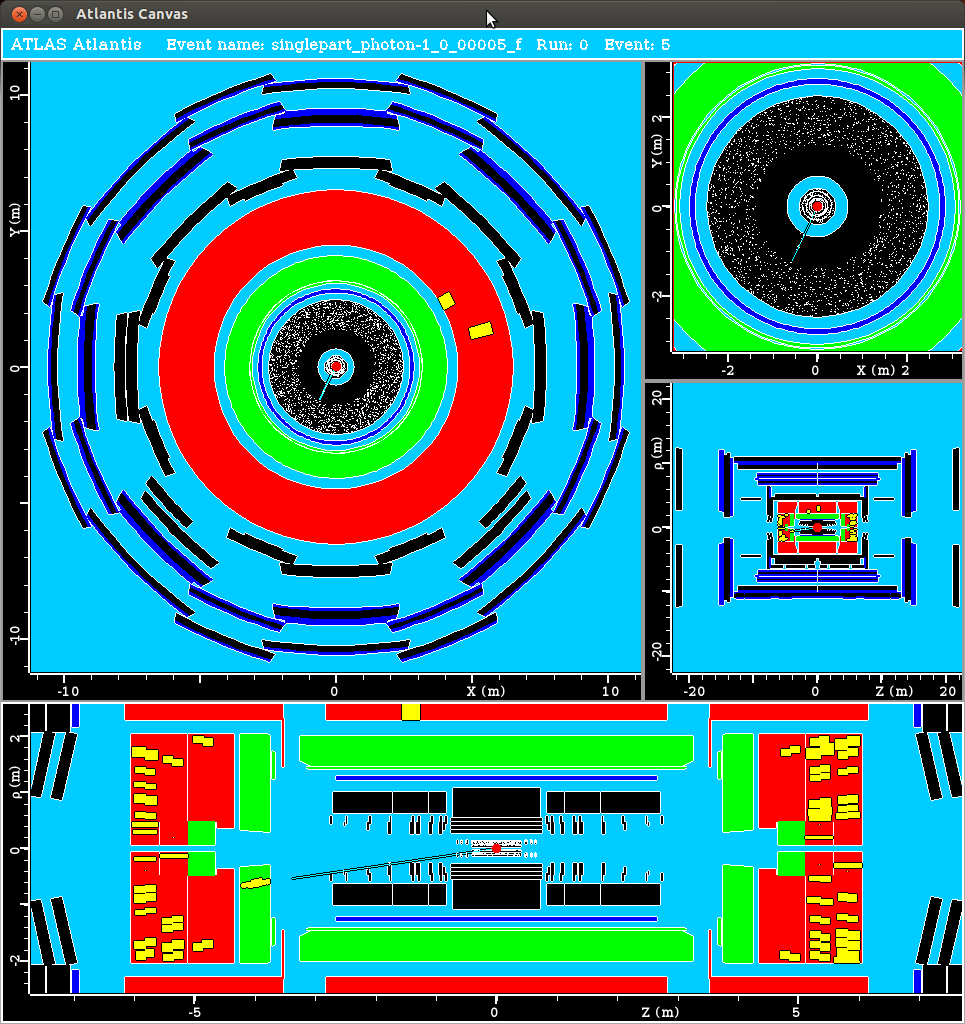 Atlantis Canvas
ATLAS Atlantis Event name: singlepart_photon-1_0_00005_f Run: 0 Event: 5
10
Y (m)
0
-10
-10 0 X (m) 10
2
Y (m)
0
-2
-2 0 X (m) 2
20
ρ (m)
0
-20
-20 0 Z (m) 20
2
ρ (m)
0
-2
-5 0 Z (m) 5